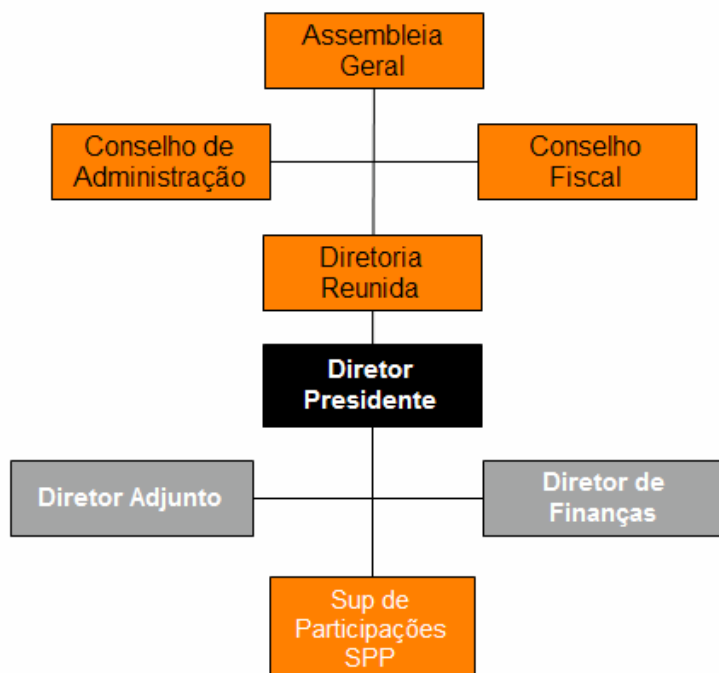 Assembleia
Geral
Conselho de
Administração
Conselho
Fiscal
Diretoria
Reunida
Diretor
Presidente
Diretor Adjunto
Diretor de
Finanças
Sup de
Participações
SPP